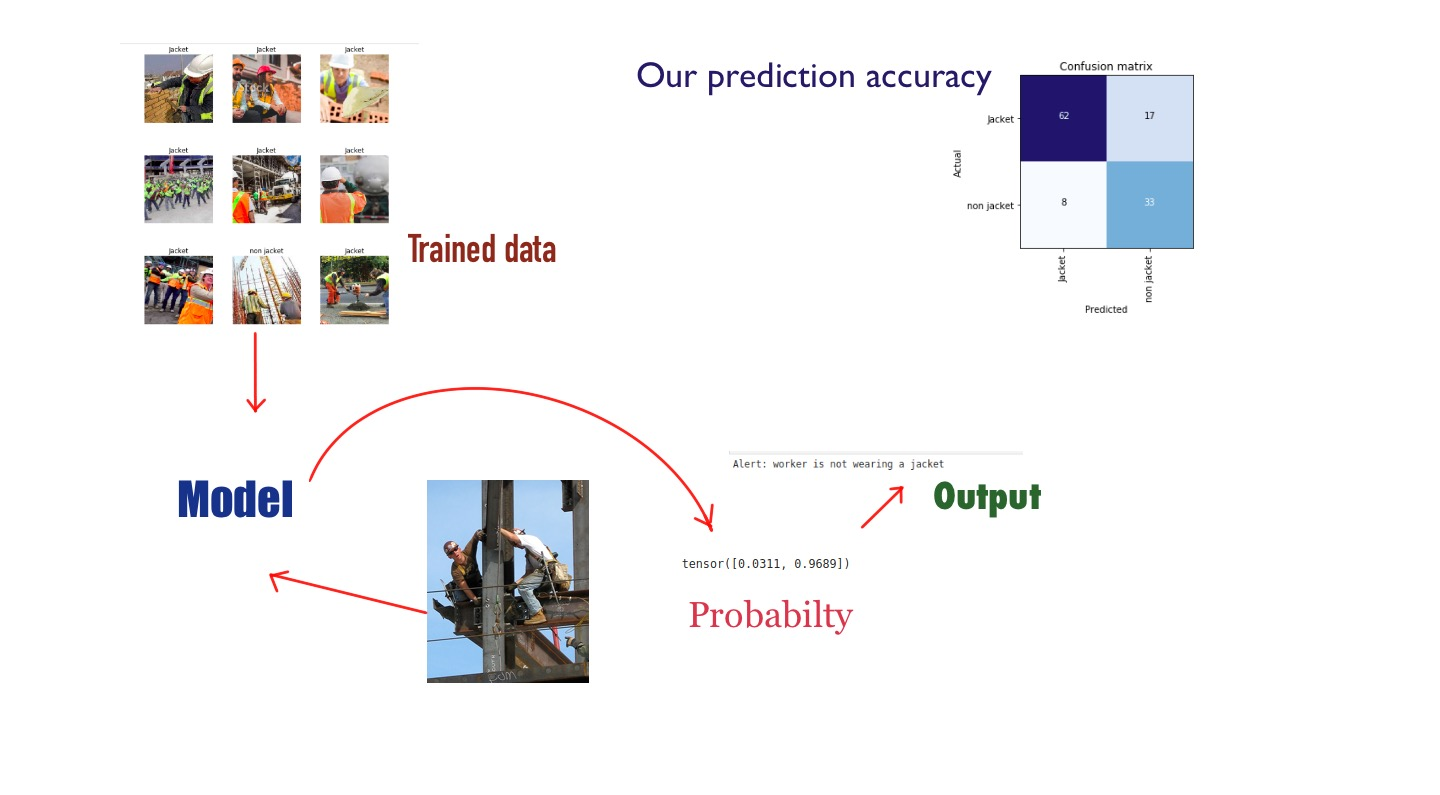 Jacket Jacket Jacket
Jacket Jacket Jacket
Jacket non jacket Jacket
Trained data
Our prediction accuracy
Confusion matrix
Actual
Jacket 62 17
non jacket 8 33
Jacket non jacket
Predicted
Model
Alert: worker is not wearing a jacket
Output
tensor([0.0311, 0.9689])
Probabilty